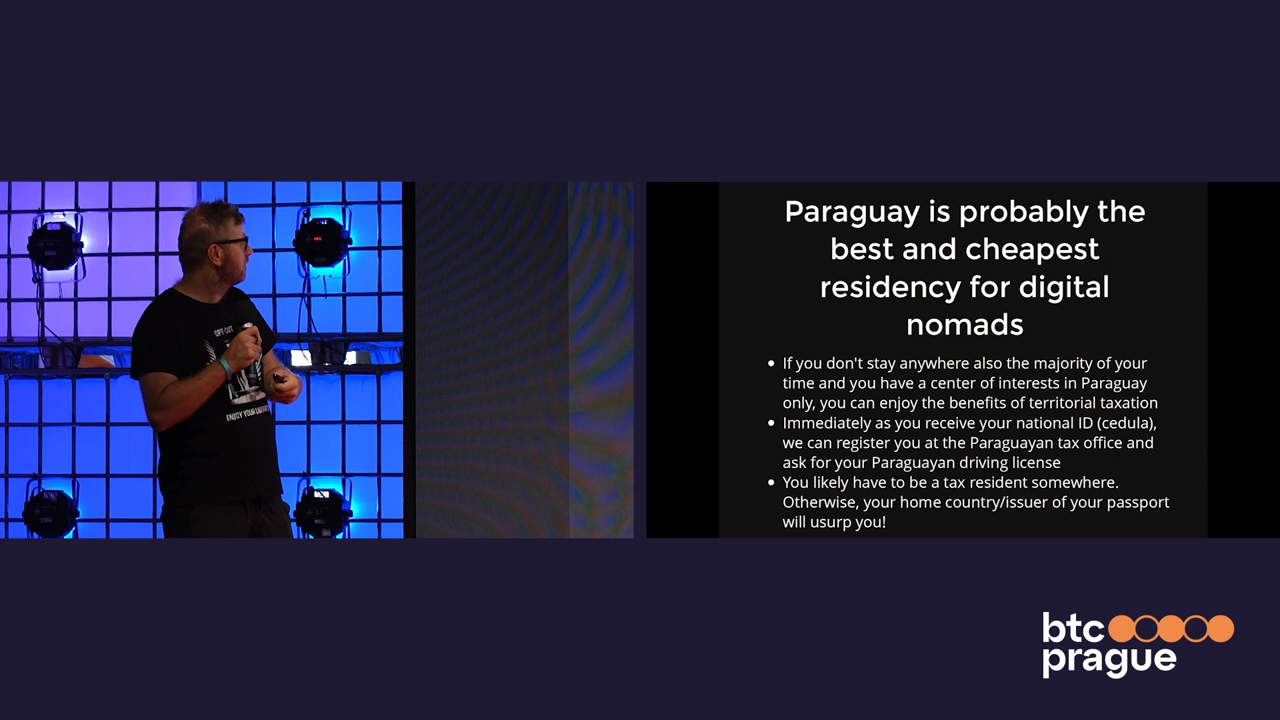 OPT-OUT
ENJOY YOUR
Paraguay is probably the
best and cheapest
residency for digital
nomads
If you don't stay anywhere also the majority of your
time and you have a center of interests in Paraguay
only, you can enjoy the benefits of territorial taxation
Immediately as you receive your national ID (cedula),
we can register you at the Paraguayan tax office and
ask for your Paraguayan driving license
You likely have to be a tax resident somewhere.
Otherwise, your home country/issuer of your passport
will usurp you!
btc
prague